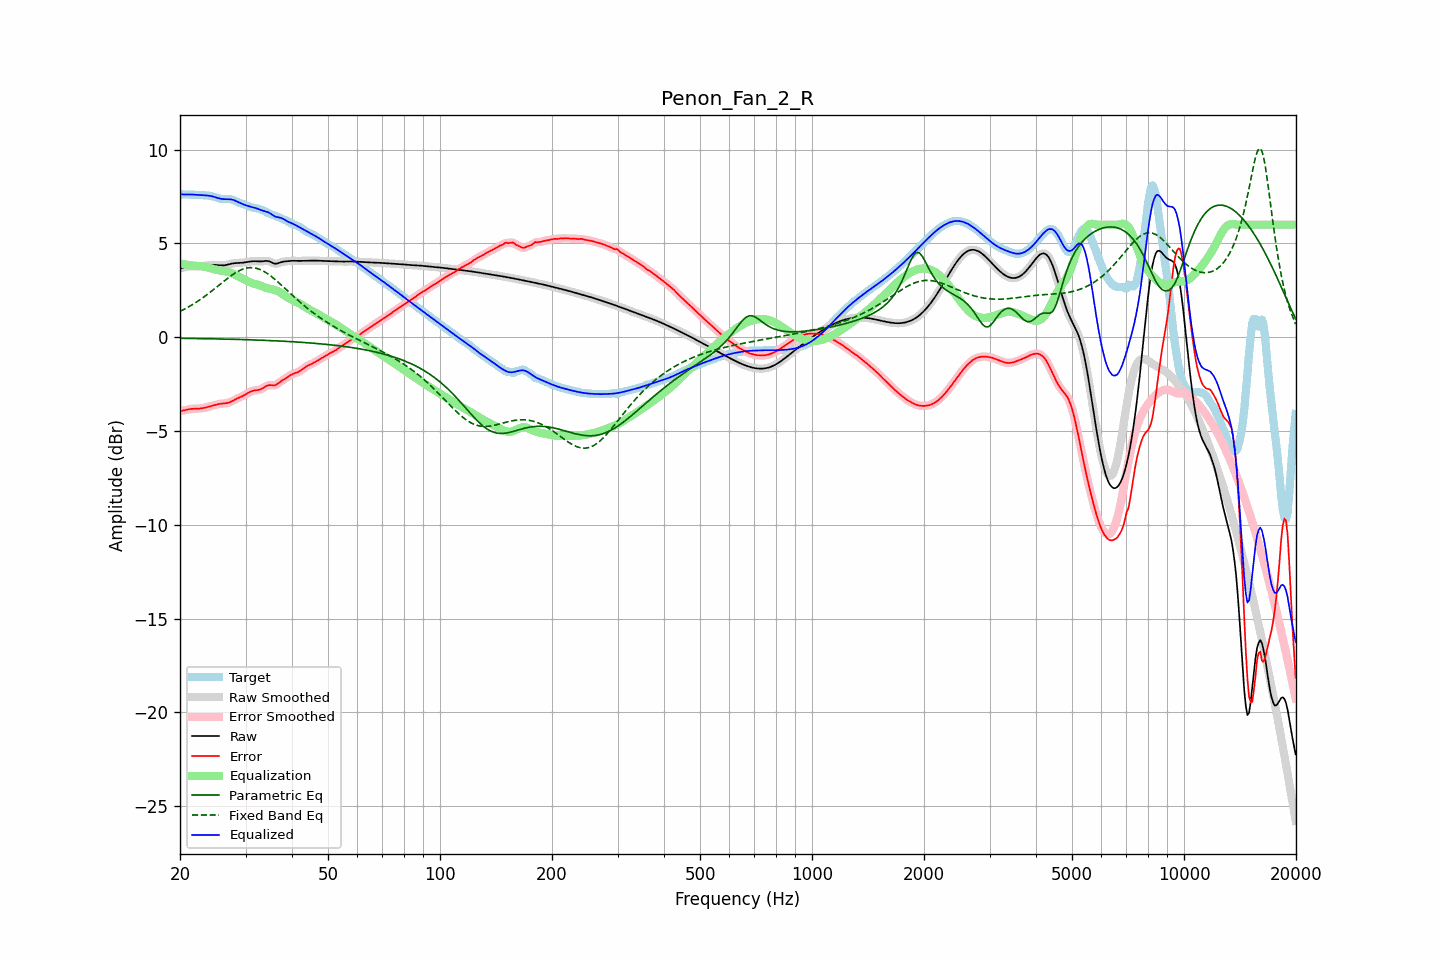 Penon_Fan_2_R
Amplitude (dBr)
10
5
0
−5
−10
−15
−20
−25
Target
Raw Smoothed
Error Smoothed
Raw
Error
Equalization
Parametric Eq
Fixed Band Eq
Equalized
20 50 100 200 500 1000 2000 5000 10000 20000
Frequency (Hz)